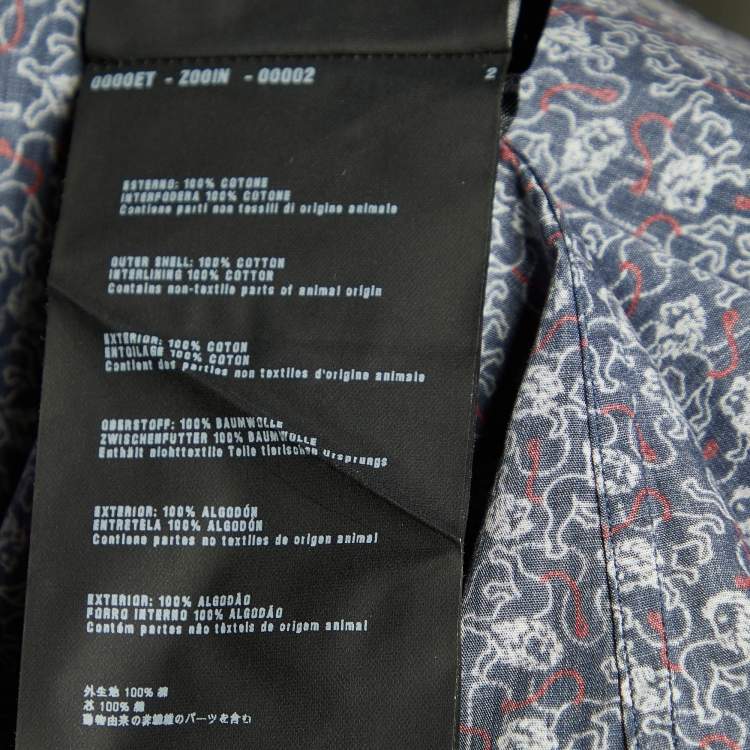 0000ET - Z00IN - 00002 2
ESTERNO: 100% COTONE
INTERFODERA 100% COTONE
Contiene parti non tessili di origine animale
OUTER SHELL: 100% COTTON
INTERLINING 100% COTTON
Contains non-textile parts of animal origin
EXTERIOR: 100% COTON
ENTOILAGE 100% COTON
Contient des parties non textiles d'origine animale
OBERSTOFF: 100% BAUMWOLLE
ZWISCHENFUTTER 100% BAUMWOLLE
Enthält nichttextile Teile tierischen Ursprungs
EXTERIOR: 100% ALGODÓN
ENTRETELA 100% ALGODÓN
Contiene partes no textiles de origen animal
EXTERIOR: 100% ALGODÃO
FORRO INTERNO 100% ALGODÃO
Contém partes não têxteis de origem animal
外生地 100% 綿
芯 100% 綿
動物由来の非繊維のパーツを含む